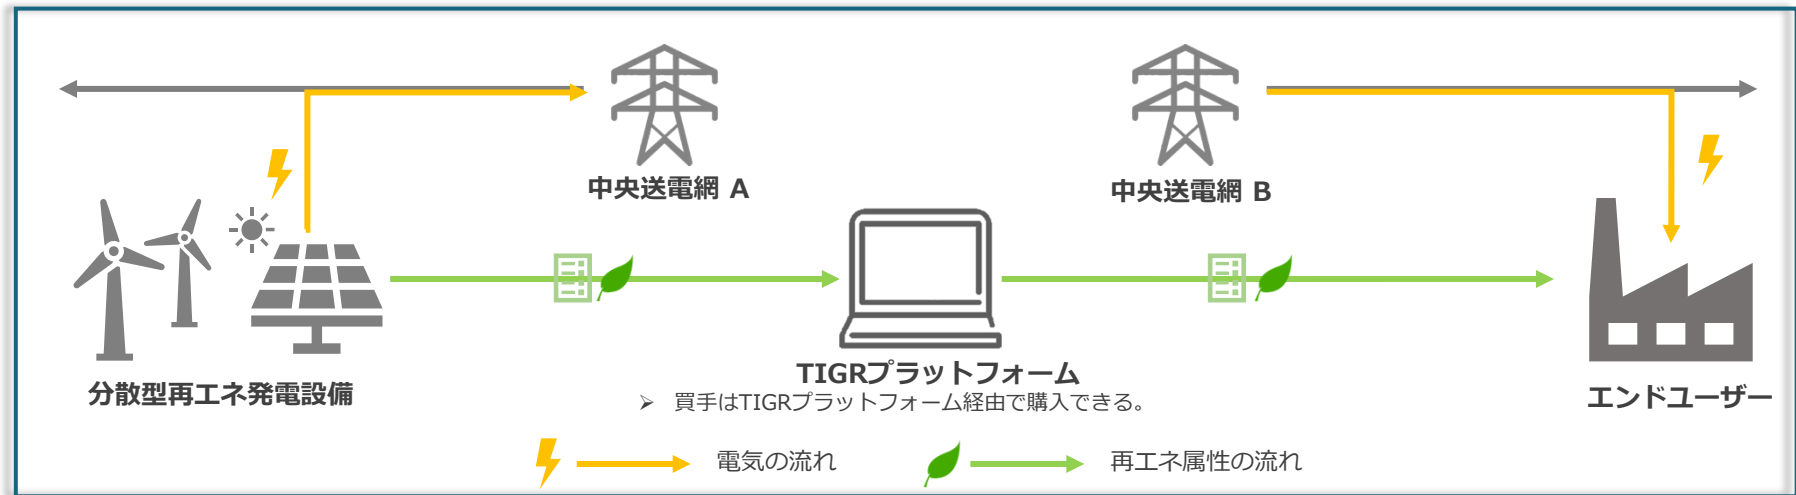 中央送電網 A
中央送電網 B
分散型再エネ発電設備
TIGRプラットフォーム
エンドユーザー
➢ 買手はTIGRプラットフォーム経由で購入できる。
電気の流れ
再エネ属性の流れ